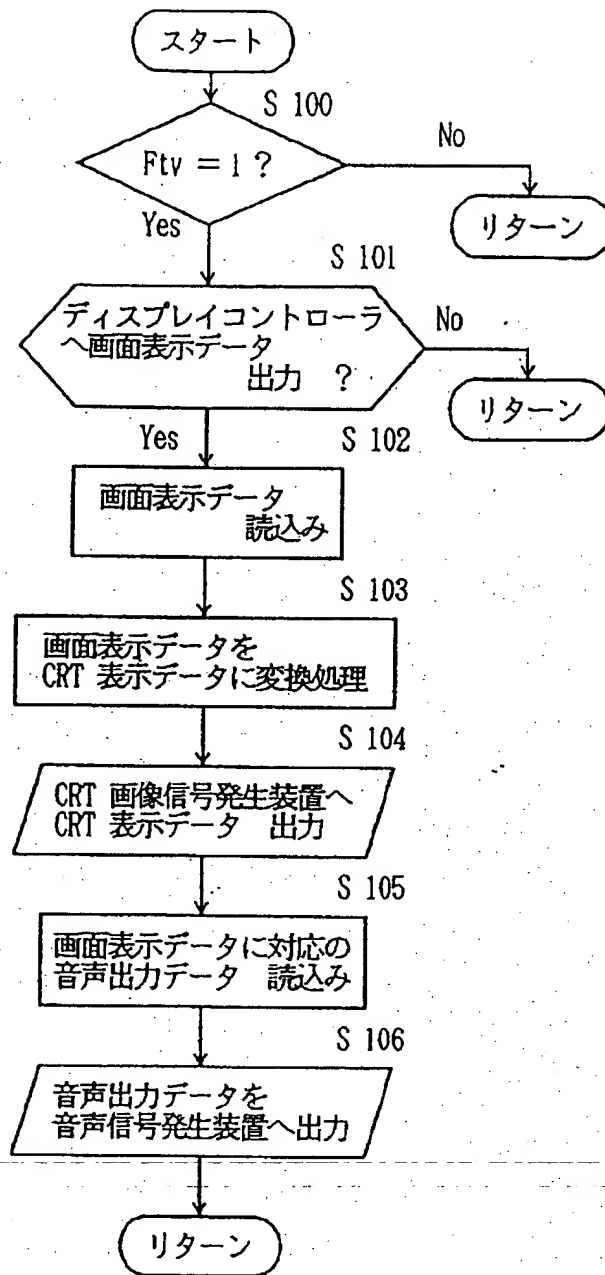 スタート
S 100
Ftv = 1 ?
No
リターン
Yes
S 101
ディスプレイコントローラ
へ画面表示データ
出力 ?
No
リターン
Yes
S 102
画面表示データ
読込み
S 103
画面表示データを
CRT 表示データに変換処理
S 104
CRT 画像信号発生装置へ
CRT 表示データ 出力
S 105
画面表示データに対応の
音声出力データ 読込み
S 106
音声出力データを
音声信号発生装置へ出力
リターン